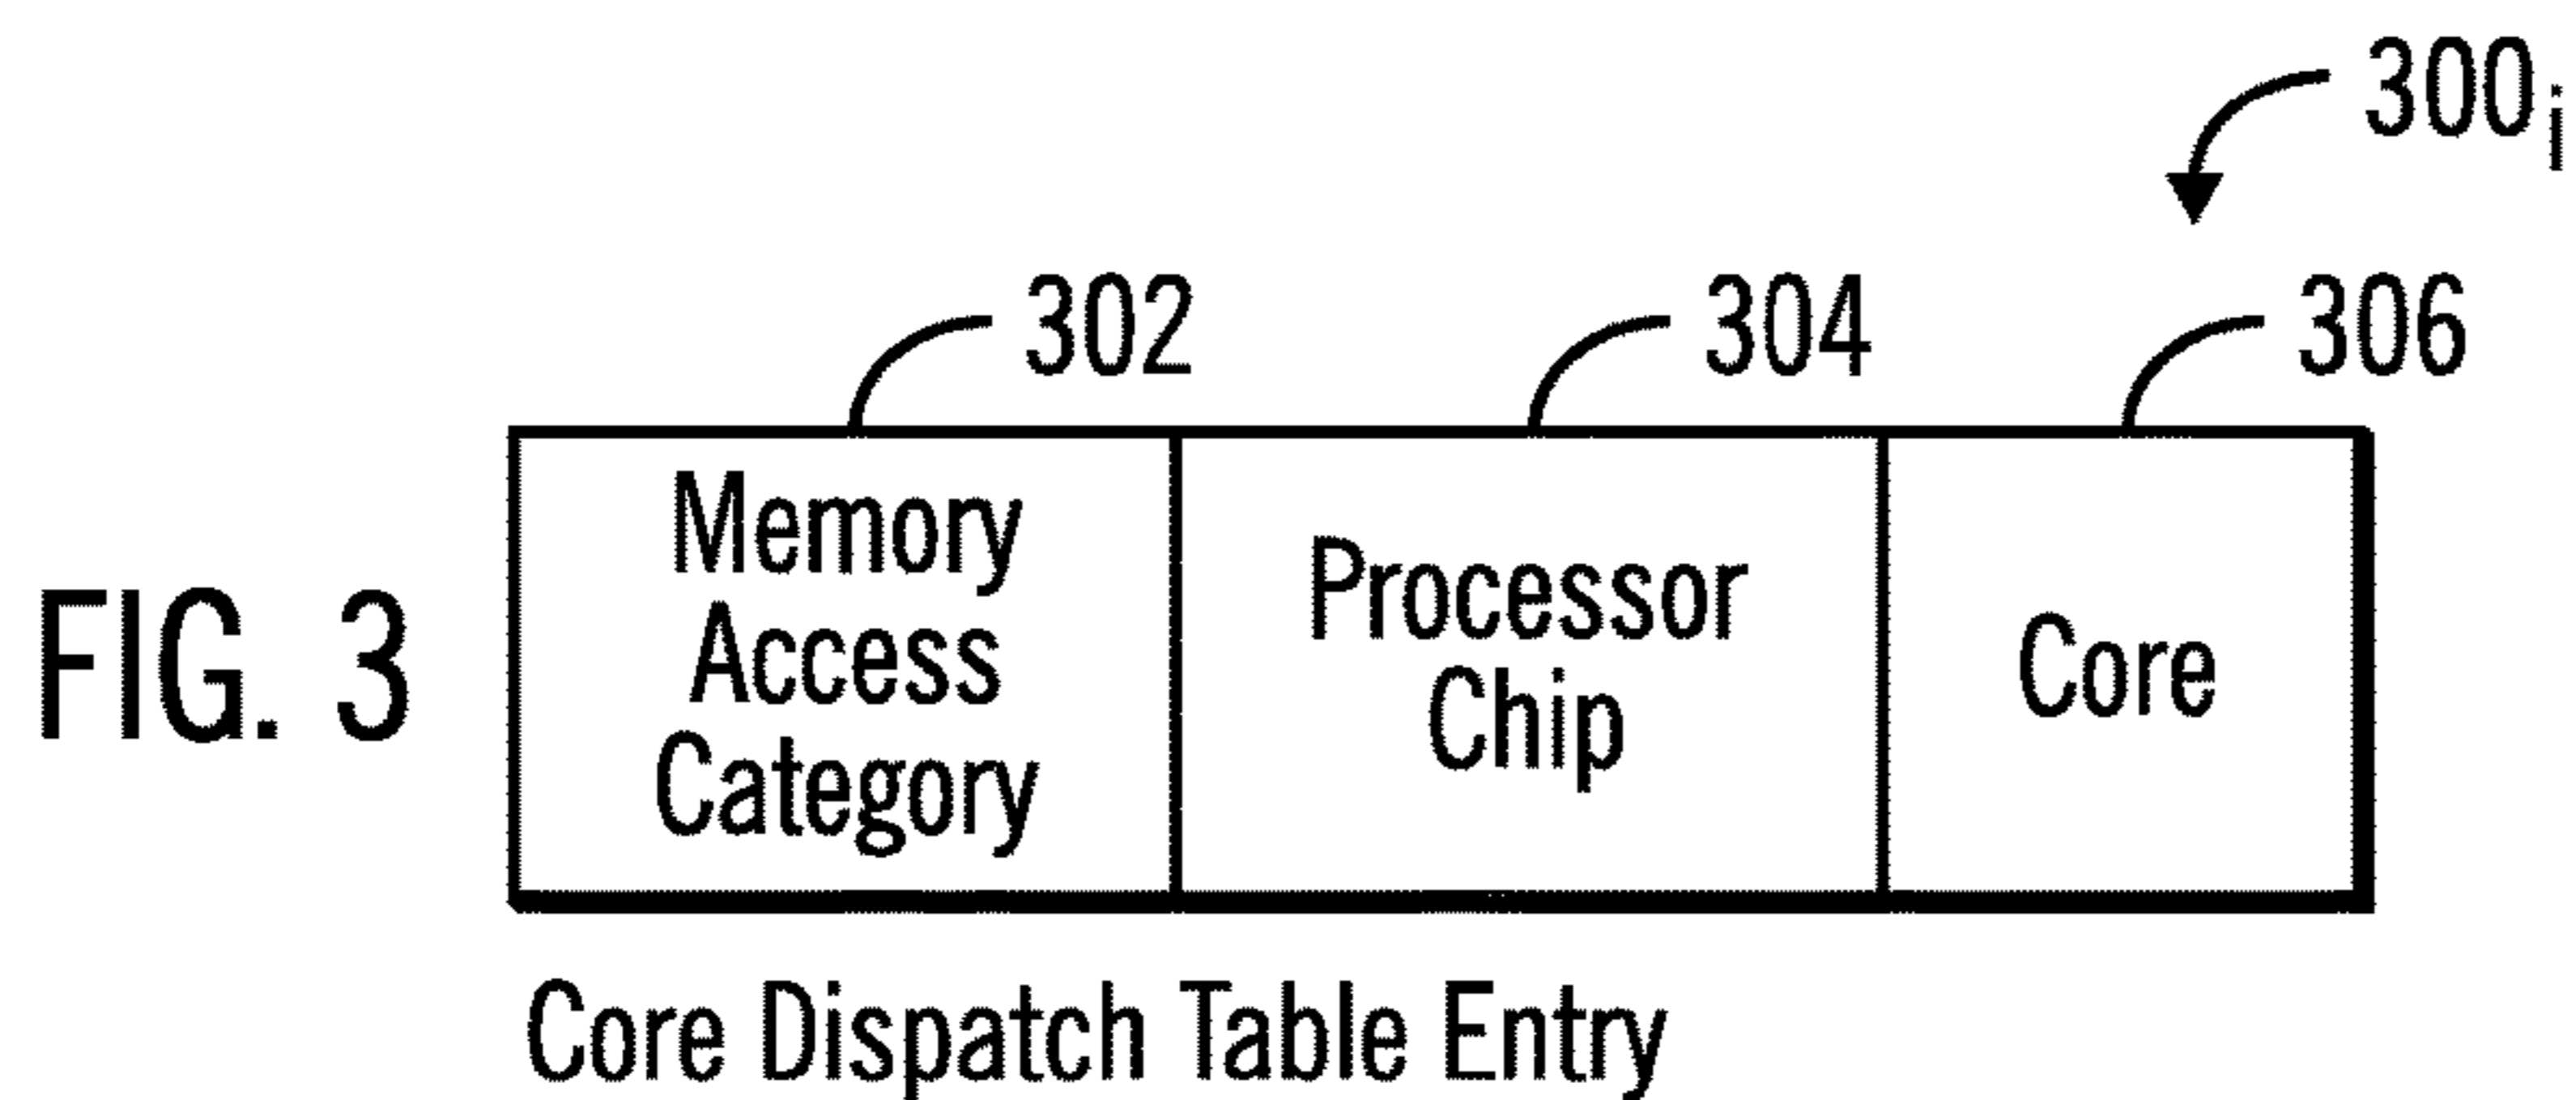 300i
302
304
306
Memory
Access
Category
Processor
Chip
Core
FIG. 3
Core Dispatch Table Entry